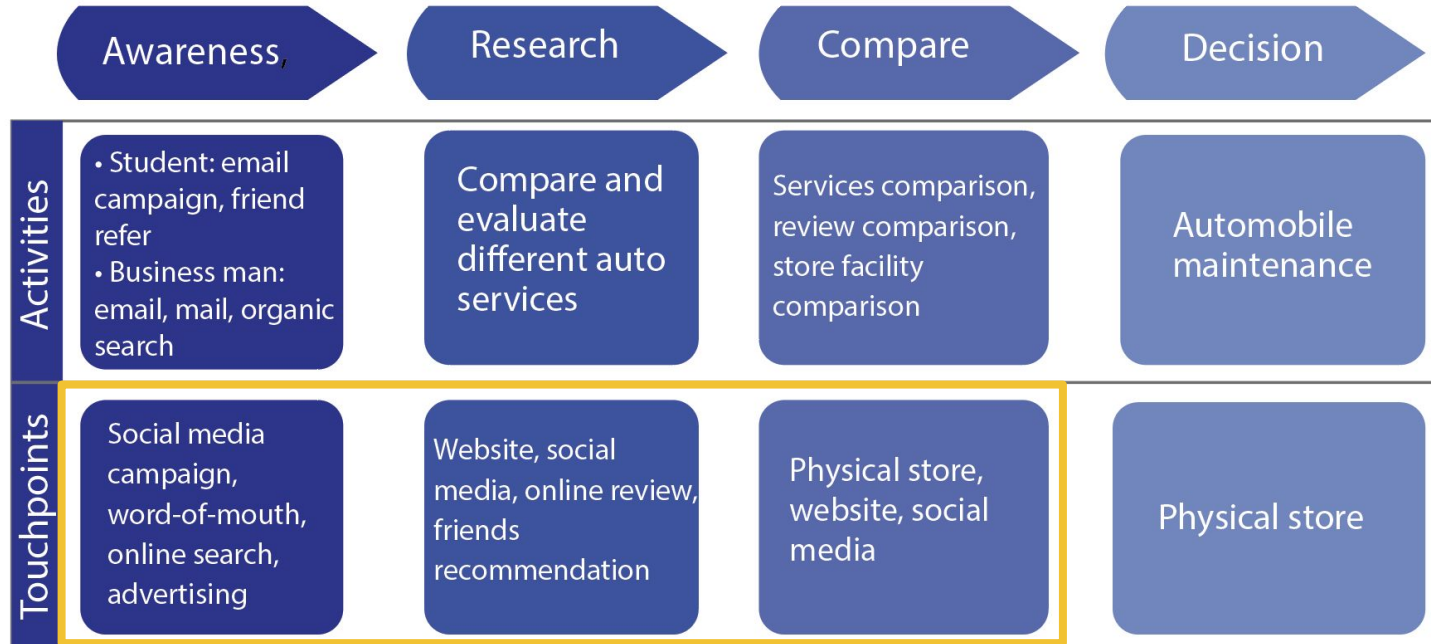 Awareness,
Research
Compare
Decision
Activities
• Student: email
campaign, friend
refer
• Business man:
email, mail, organic
search
Compare and
evaluate
different auto
services
Services comparison,
review comparison,
store facility
comparison
Automobile
maintenance
Touchpoints
Social media
campaign,
word-of-mouth,
online search,
advertising
Website, social
media, online review,
friends
recommendation
Physical store,
website, social
media
Physical store